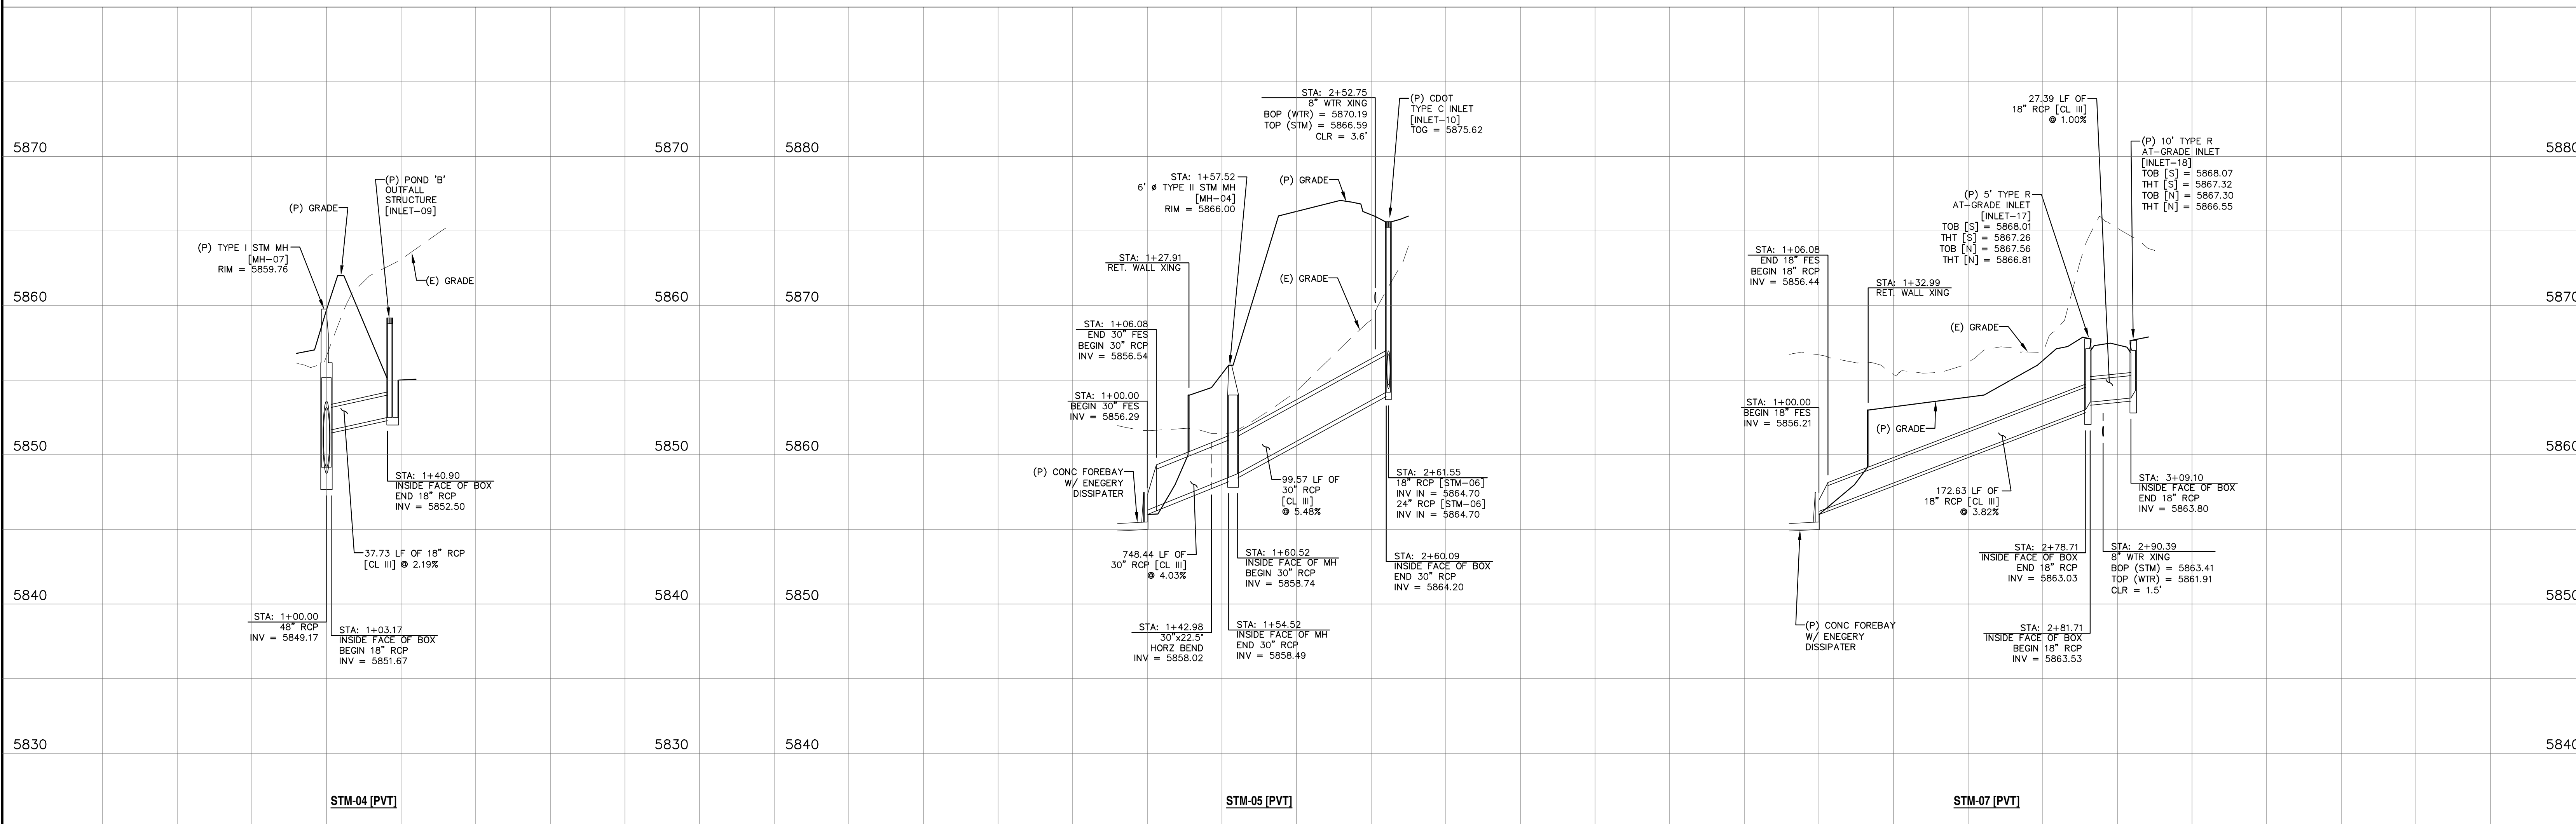 5870
5860
5850
5840
5830
(P) POND 'B'
OUTFALL
STRUCTURE
[INLET-09]
(P) GRADE
(P) TYPE I STM MH
[MH-07]
RIM = 5859.76
(E) GRADE
STA: 1+40.90
INSIDE FACE OF BOX
END 18" RCP
INV = 5852.50
37.73 LF OF 18" RCP
[CL III] @ 2.19%
STA: 1+00.00
48" RCP
INV = 5849.17
STA: 1+03.17
INSIDE FACE OF BOX
BEGIN 18" RCP
INV = 5851.67
5870
5860
5850
5840
5830
STM-04 [PVT]
5880
5870
5860
5850
5840
STA: 2+52.75
8" WTR XING
BOP (WTR) = 5870.19
TOP (STM) = 5866.59
CLR = 3.6'
(P) CDOT
TYPE C INLET
[INLET-10]
TOG = 5875.62
STA: 1+57.52
6' ø TYPE II STM MH
[MH-04]
RIM = 5866.00
(P) GRADE
STA: 1+27.91
RET. WALL XING
(E) GRADE
STA: 1+06.08
END 30" FES
BEGIN 30" RCP
INV = 5856.54
STA: 1+00.00
BEGIN 30" FES
INV = 5856.29
(P) CONC FOREBAY
W/ ENEGERY
DISSIPATER
99.57 LF OF
30" RCP
[CL III]
@ 5.48%
STA: 2+61.55
18" RCP [STM-06]
INV IN = 5864.70
24" RCP [STM-06]
INV IN = 5864.70
748.44 LF OF
30" RCP [CL III]
@ 4.03%
STA: 1+60.52
INSIDE FACE OF MH
BEGIN 30" RCP
INV = 5858.74
STA: 2+60.09
INSIDE FACE OF BOX
END 30" RCP
INV = 5864.20
STA: 1+42.98
30"x22.5°
HORZ BEND
INV = 5858.02
STA: 1+54.52
INSIDE FACE OF MH
END 30" RCP
INV = 5858.49
STM-05 [PVT]
27.39 LF OF
18" RCP [CL III]
@ 1.00%
(P) 10' TYPE R
AT-GRADE INLET
[INLET-18]
TOB [S] = 5868.07
THT [S] = 5867.32
TOB [N] = 5867.30
THT [N] = 5866.55
(P) 5' TYPE R
AT-GRADE INLET
[INLET-17]
TOB [S] = 5868.01
THT [S] = 5867.26
TOB [N] = 5867.56
THT [N] = 5866.81
STA: 1+06.08
END 18" FES
BEGIN 18" RCP
INV = 5856.44
STA: 1+32.99
RET. WALL XING
(E) GRADE
STA: 1+00.00
BEGIN 18" FES
INV = 5856.21
(P) GRADE
172.63 LF OF
18" RCP [CL III]
@ 3.82%
STA: 3+09.10
INSIDE FACE OF BOX
END 18" RCP
INV = 5863.80
STA: 2+78.71
INSIDE FACE OF BOX
END 18" RCP
INV = 5863.03
STA: 2+90.39
8" WTR XING
BOP (STM) = 5863.41
TOP (WTR) = 5861.91
CLR = 1.5'
(P) CONC FOREBAY
W/ ENEGERY
DISSIPATER
STA: 2+81.71
INSIDE FACE OF BOX
BEGIN 18" RCP
INV = 5863.53
5880
5870
5860
5850
5840
STM-07 [PVT]